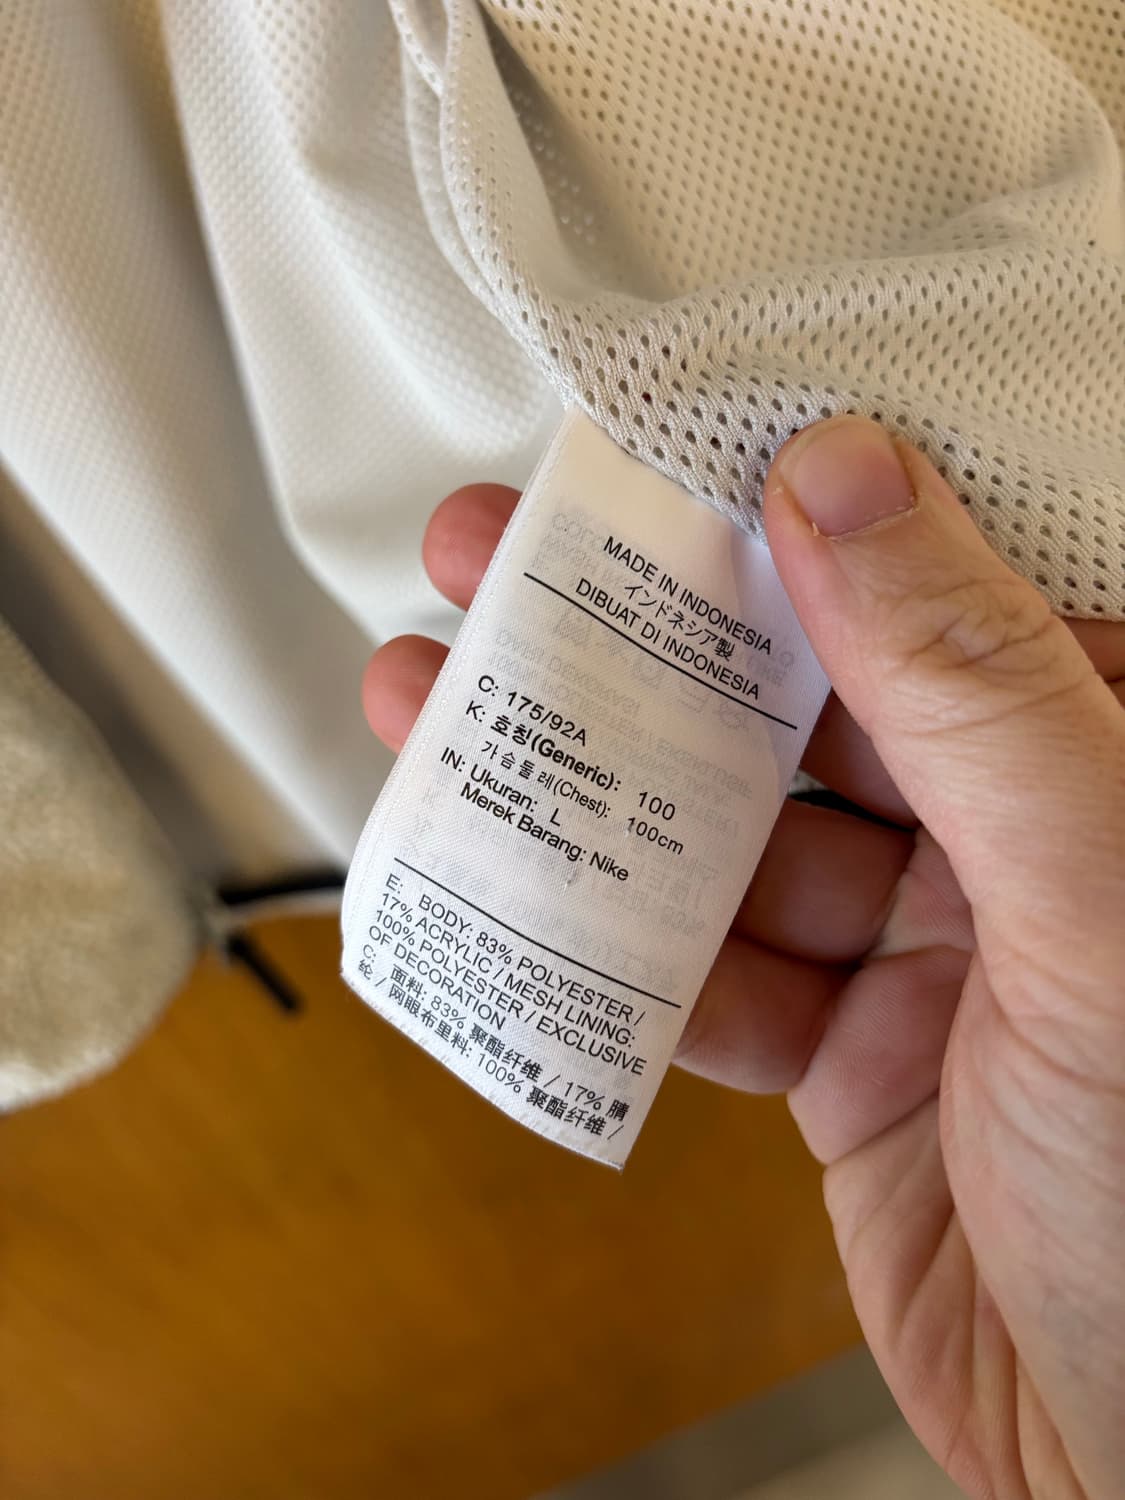 MADE IN INDONESIA
インドネシア製
DIBUAT DI INDONESIA
C: 175/92A
K: 호칭(Generic): 100
가슴둘레(Chest): 100cm
IN: Ukuran: L
Merek Barang: Nike
E: BODY: 83% POLYESTER /
17% ACRYLIC / MESH LINING:
100% POLYESTER / EXCLUSIVE
OF DECORATION
C: 面料: 83% 聚酯纤维 / 17% 腈
纶 / 网眼布里料: 100% 聚酯纤维 /